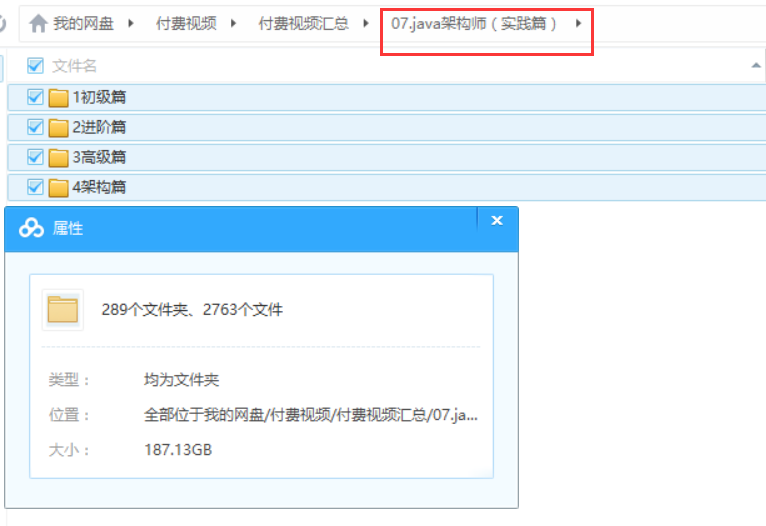 我的网盘 付费视频 付费视频汇总 07.java架构师（实践篇）
文件名
1初级篇
2进阶篇
3高级篇
4架构篇
属性
289个文件夹、2763个文件
类型： 均为文件夹
位置： 全部位于我的网盘/付费视频/付费视频汇总/07.ja...
大小： 187.13GB